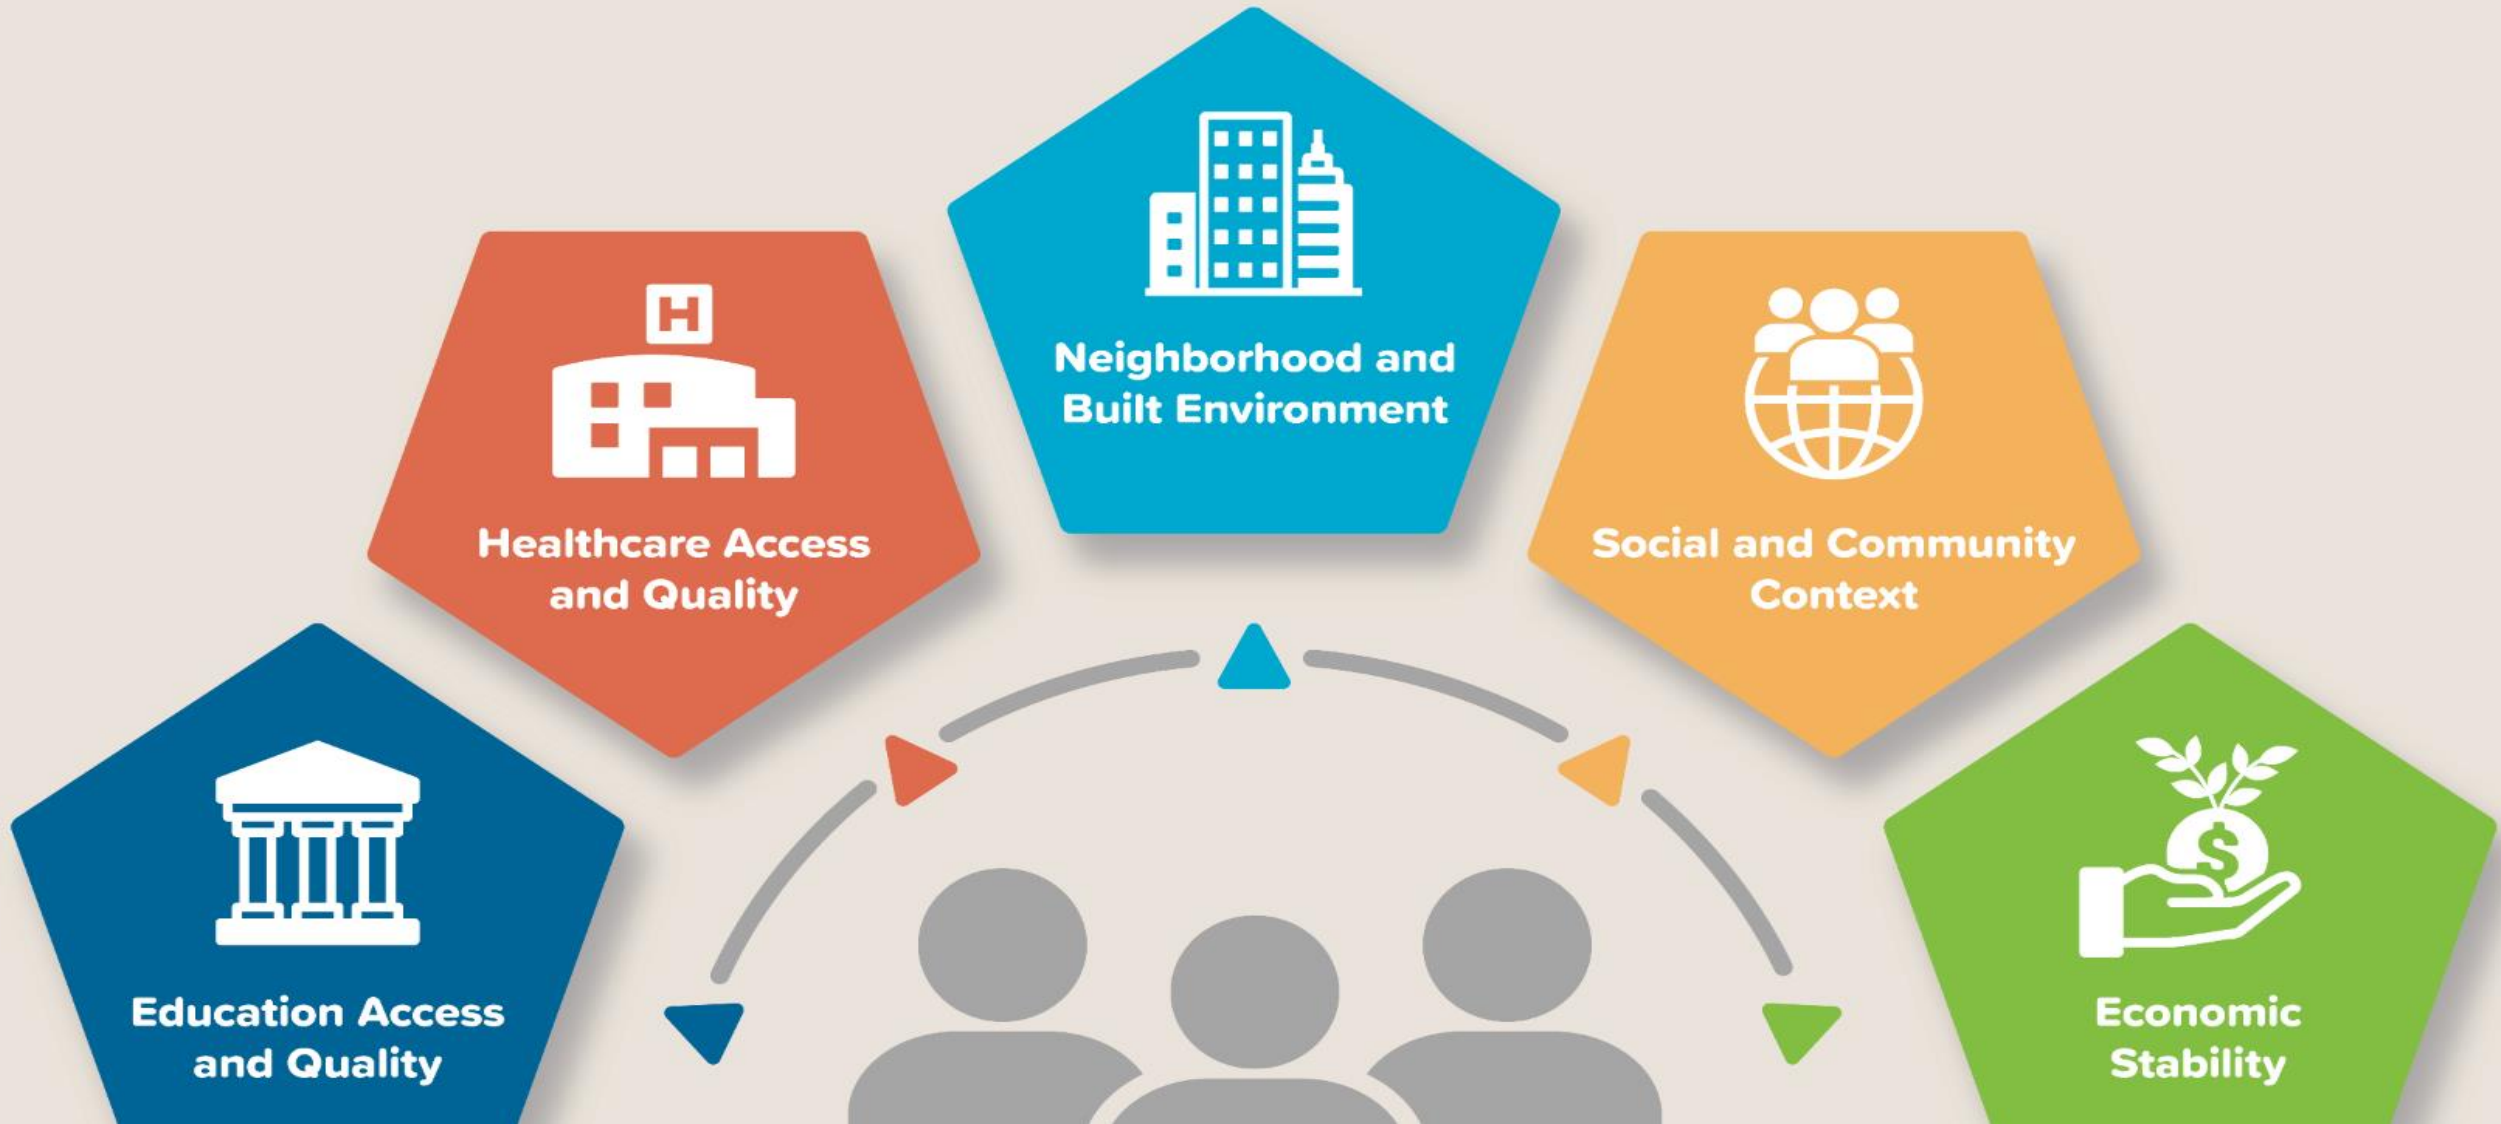 Neighborhood and
Built Environment
Healthcare Access
and Quality
Social and Community
Context
Education Access
and Quality
Economic
Stability
H
$